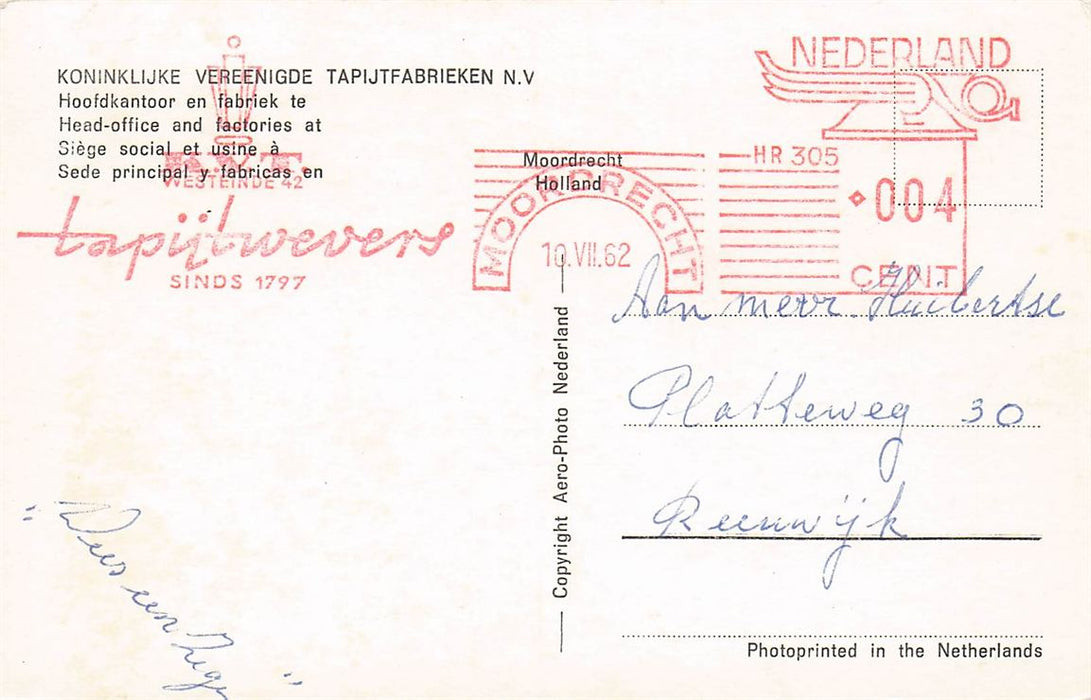 KONINKLIJKE VEREENIGDE TAPIJTFABRIEKEN N.V
Hoofdkantoor en fabriek te
Head-office and factories at
Siège social et usine à
Sede principal y fabricas en
Moordrecht
Holland
K.V.T.
WESTEINDE 42
tapijtwevers
SINDS 1797
MOORDRECHT
10.VII.62
NEDERLAND
HR 305
004
CENT
Aan mevr. Huibertse
Platteweg 30
Reeuwijk
Copyright Aero-Photo Nederland
Photoprinted in the Netherlands